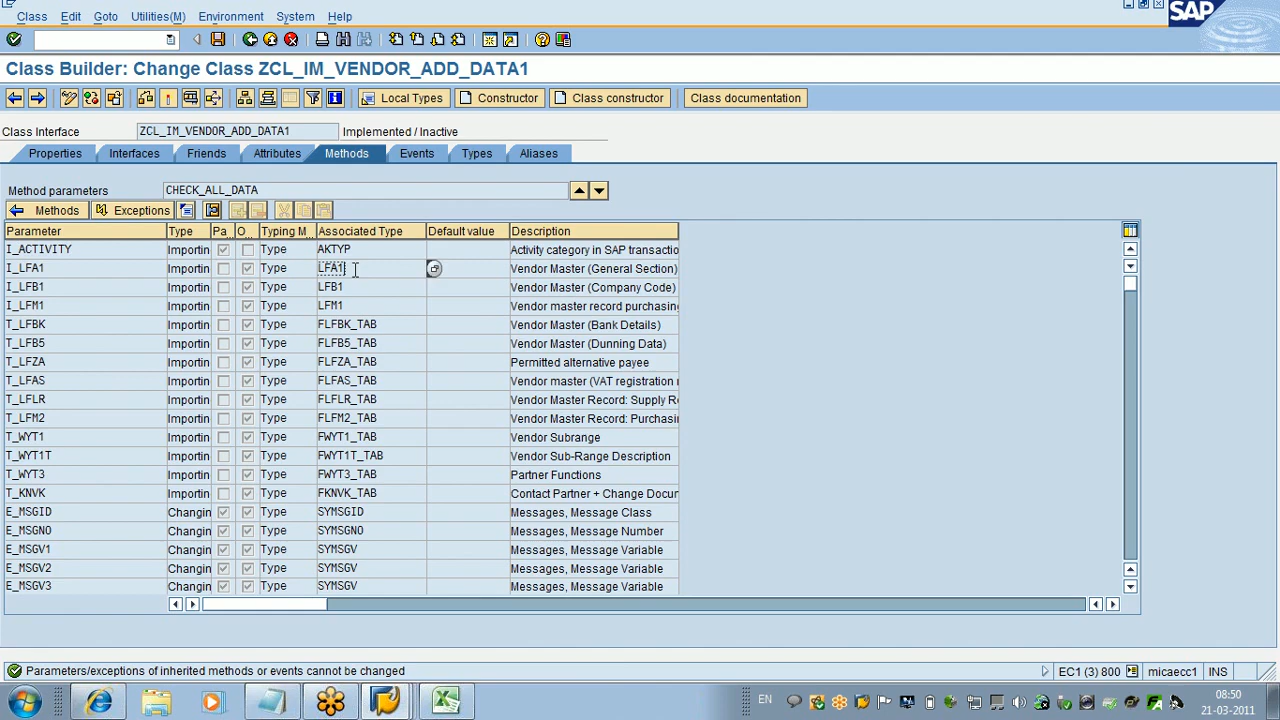 Class Edit Goto Utilities(M) Environment System Help
SAP
Class Builder: Change Class ZCL_IM_VENDOR_ADD_DATA1
Local Types Constructor Class constructor Class documentation
Class Interface ZCL_IM_VENDOR_ADD_DATA1 Implemented / Inactive
Properties Interfaces Friends Attributes Methods Events Types Aliases
Method parameters CHECK_ALL_DATA
Methods Exceptions
Parameter Type Pa... O... Typing M... Associated Type Default value Description
I_ACTIVITY Importin Type AKTYP Activity category in SAP transactio
I_LFA1 Importin Type LFA1 Vendor Master (General Section)
I_LFB1 Importin Type LFB1 Vendor Master (Company Code)
I_LFM1 Importin Type LFM1 Vendor master record purchasing
T_LFBK Importin Type FLFBK_TAB Vendor Master (Bank Details)
T_LFB5 Importin Type FLFB5_TAB Vendor Master (Dunning Data)
T_LFZA Importin Type FLFZA_TAB Permitted alternative payee
T_LFAS Importin Type FLFAS_TAB Vendor master (VAT registration
T_LFLR Importin Type FLFLR_TAB Vendor Master Record: Supply Re
T_LFM2 Importin Type FLFM2_TAB Vendor Master Record: Purchasi
T_WYT1 Importin Type FWYT1_TAB Vendor Subrange
T_WYT1T Importin Type FWYT1T_TAB Vendor Sub-Range Description
T_WYT3 Importin Type FWYT3_TAB Partner Functions
T_KNVK Importin Type FKNVK_TAB Contact Partner + Change Docun
E_MSGID Changin Type SYMSGID Messages, Message Class
E_MSGNO Changin Type SYMSGNO Messages, Message Number
E_MSGV1 Changin Type SYMSGV Messages, Message Variable
E_MSGV2 Changin Type SYMSGV Messages, Message Variable
E_MSGV3 Changin Type SYMSGV Messages, Message Variable
Parameters/exceptions of inherited methods or events cannot be changed EC1 (3) 800 micaecc1 INS
EN 08:50
21-03-2011